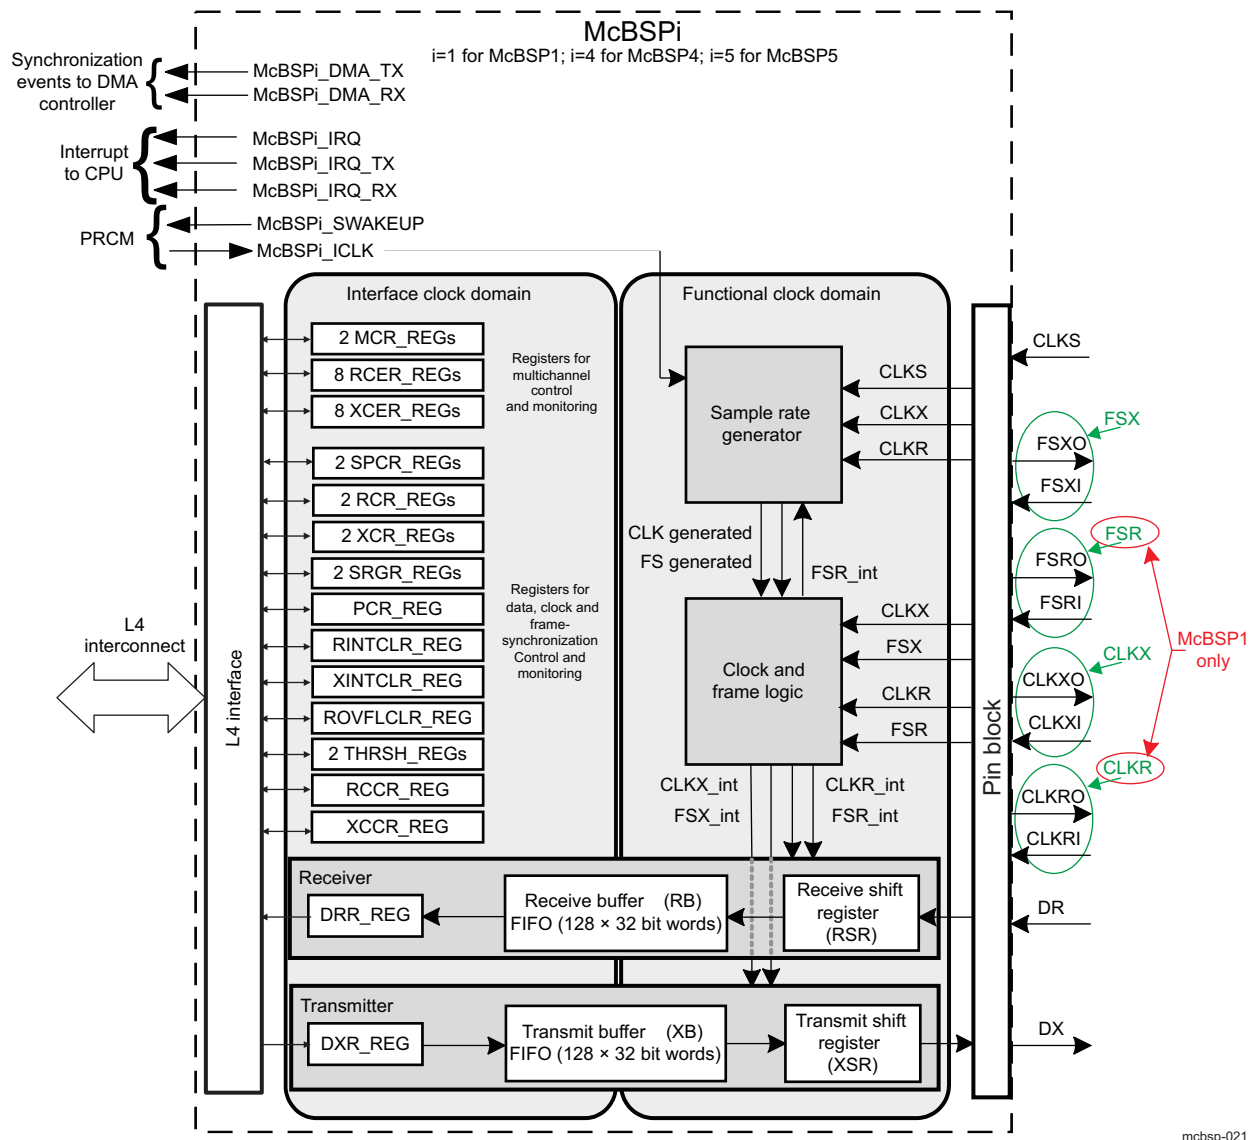 McBSPi
i=1 for McBSP1; i=4 for McBSP4; i=5 for McBSP5
Synchronization
events to DMA
controller
McBSPi_DMA_TX
McBSPi_DMA_RX
Interrupt
to CPU
McBSPi_IRQ
McBSPi_IRQ_TX
McBSPi_IRQ_RX
PRCM
McBSPi_SWAKEUP
McBSPi_ICLK
Interface clock domain
Functional clock domain
2 MCR_REGs
8 RCER_REGs
8 XCER_REGs
Registers for
multichannel
control
and monitoring
2 SPCR_REGs
2 RCR_REGs
2 XCR_REGs
2 SRGR_REGs
PCR_REG
RINTCLR_REG
XINTCLR_REG
ROVFLCLR_REG
2 THRSH_REGs
RCCR_REG
XCCR_REG
Registers for
data, clock and
frame-
synchronization
Control and
monitoring
L4
interconnect
L4 interface
Sample rate
generator
CLKS
CLKX
CLKR
CLK generated
FS generated
FSR_int
Clock and
frame logic
CLKX
FSX
CLKR
FSR
CLKX_int
FSX_int
CLKR_int
FSR_int
Pin block
CLKS
FSX
FSXO
FSXI
FSR
FSRO
FSRI
McBSP1
only
CLKX
CLKXO
CLKXI
CLKR
CLKRO
CLKRI
DR
DX
Receiver
DRR_REG
Receive buffer (RB)
FIFO (128 × 32 bit words)
Receive shift
register
(RSR)
Transmitter
DXR_REG
Transmit buffer (XB)
FIFO (128 × 32 bit words)
Transmit shift
register
(XSR)
mcbsp-021